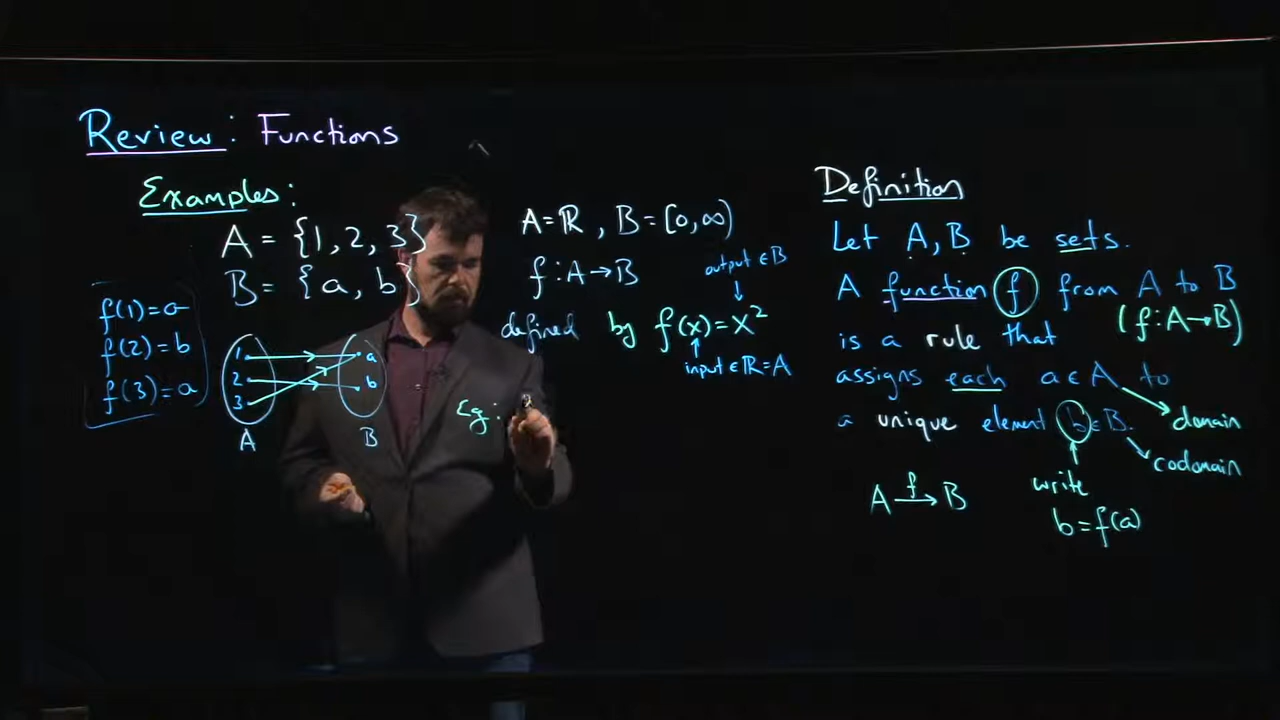 Review: Functions
Examples:
A = {1, 2, 3}
B = {a, b}
f(1)=a
f(2)=b
f(3)=a
1
2
3
a
b
A
B
A=ℝ, B=[0,∞)
f:A→B
output ∈ B
defined by f(x)=x²
input ∈ ℝ=A
Eg:
Definition
Let A,B be sets.
A function f from A to B
(f:A→B)
is a rule that
assigns each a∈A to
domain
a unique element b∈B.
codomain
A f→ B
write
b=f(a)